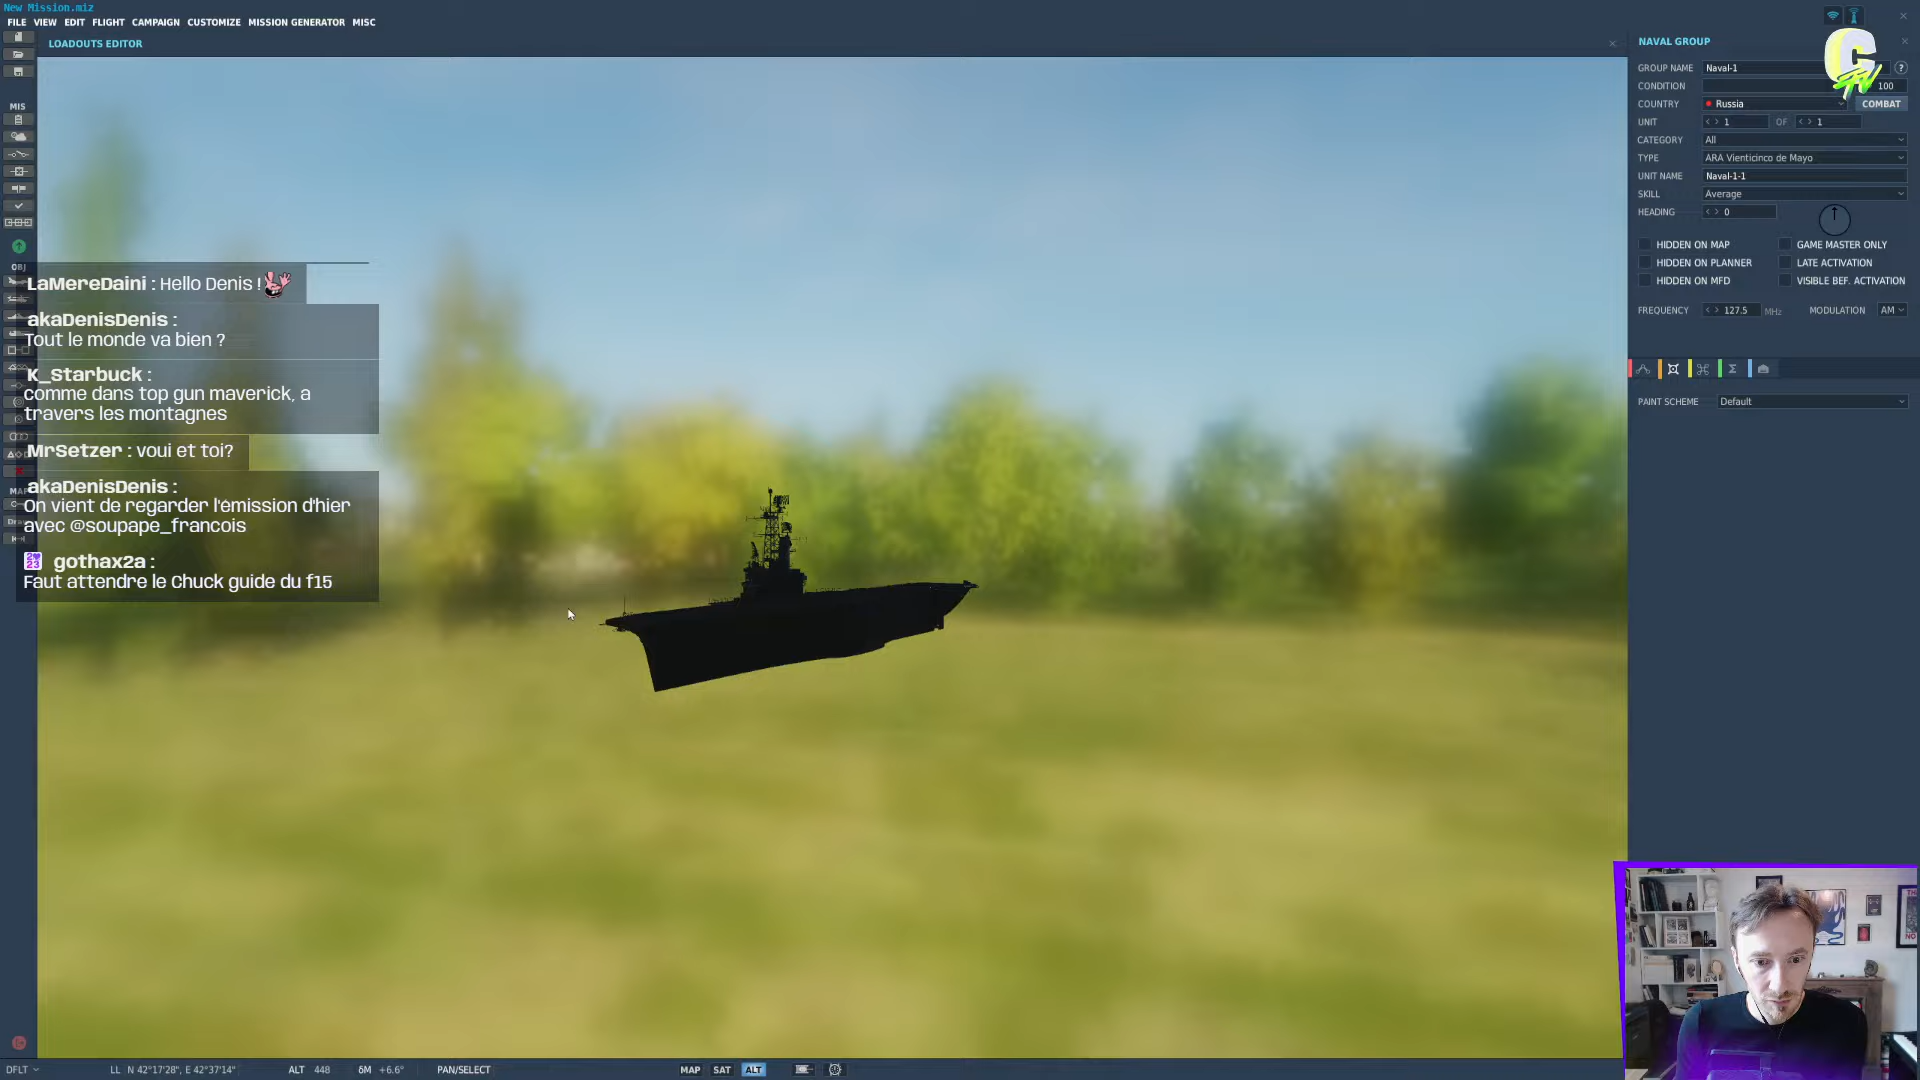 New Mission.miz
FILE VIEW EDIT FLIGHT CAMPAIGN CUSTOMIZE MISSION GENERATOR MISC
LOADOUTS EDITOR
MIS
OBJ
MAP
LaMereDaini : Hello Denis !
akaDenisDenis :
Tout le monde va bien ?
K_Starbuck :
comme dans top gun maverick, a
travers les montagnes
MrSetzer : voui et toi?
akaDenisDenis :
On vient de regarder l'émission d'hier
avec @soupape_francois
gothax2a :
Faut attendre le Chuck guide du f15
NAVAL GROUP
GROUP NAME Naval-1 ?
CONDITION 100
COUNTRY Russia COMBAT
UNIT < > 1 OF < > 1
CATEGORY All
TYPE ARA Vienticinco de Mayo
UNIT NAME Naval-1-1
SKILL Average
HEADING < > 0
HIDDEN ON MAP GAME MASTER ONLY
HIDDEN ON PLANNER LATE ACTIVATION
HIDDEN ON MFD VISIBLE BEF. ACTIVATION
FREQUENCY < > 127.5 MHz MODULATION AM
PAINT SCHEME Default
DFLT LL N 42°17'28", E 42°37'14" ALT 448 δM +6.6° PAN/SELECT MAP SAT ALT